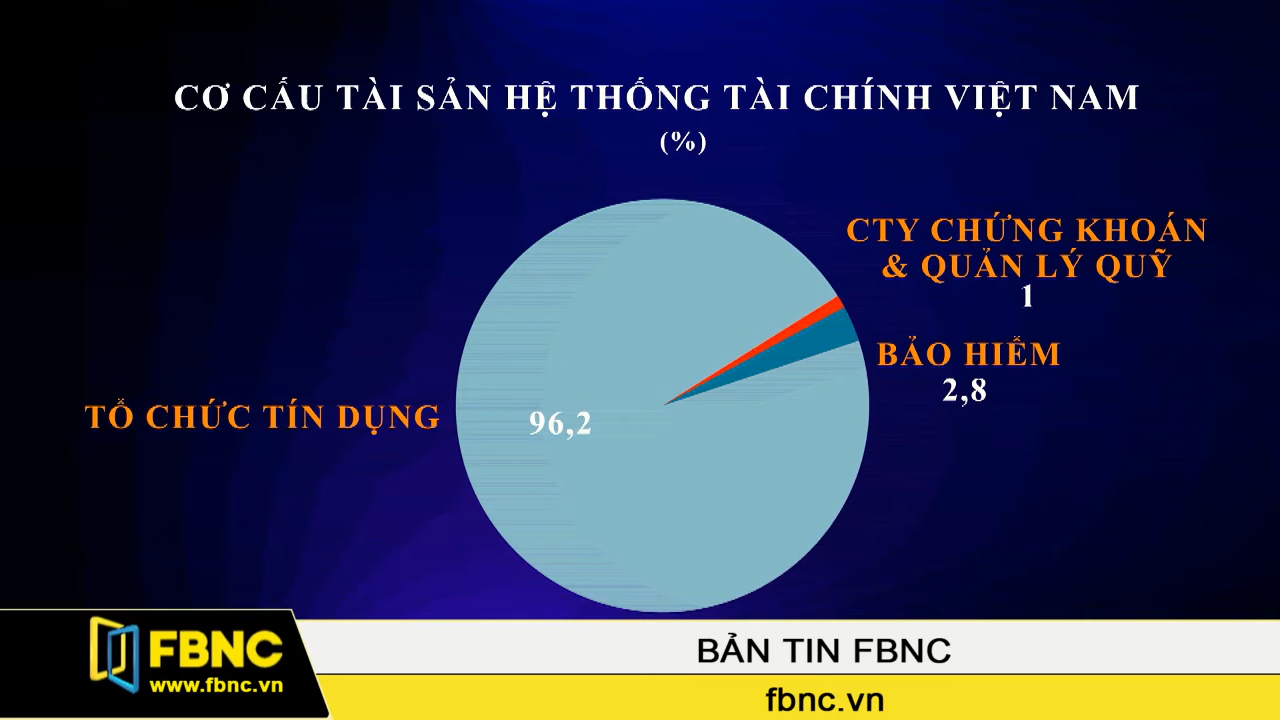 CƠ CẤU TÀI SẢN HỆ THỐNG TÀI CHÍNH VIỆT NAM
(%)
CTY CHỨNG KHOÁN
& QUẢN LÝ QUỸ
1
BẢO HIỂM
2,8
TỔ CHỨC TÍN DỤNG
96,2
FBNC
www.fbnc.vn
BẢN TIN FBNC
fbnc.vn